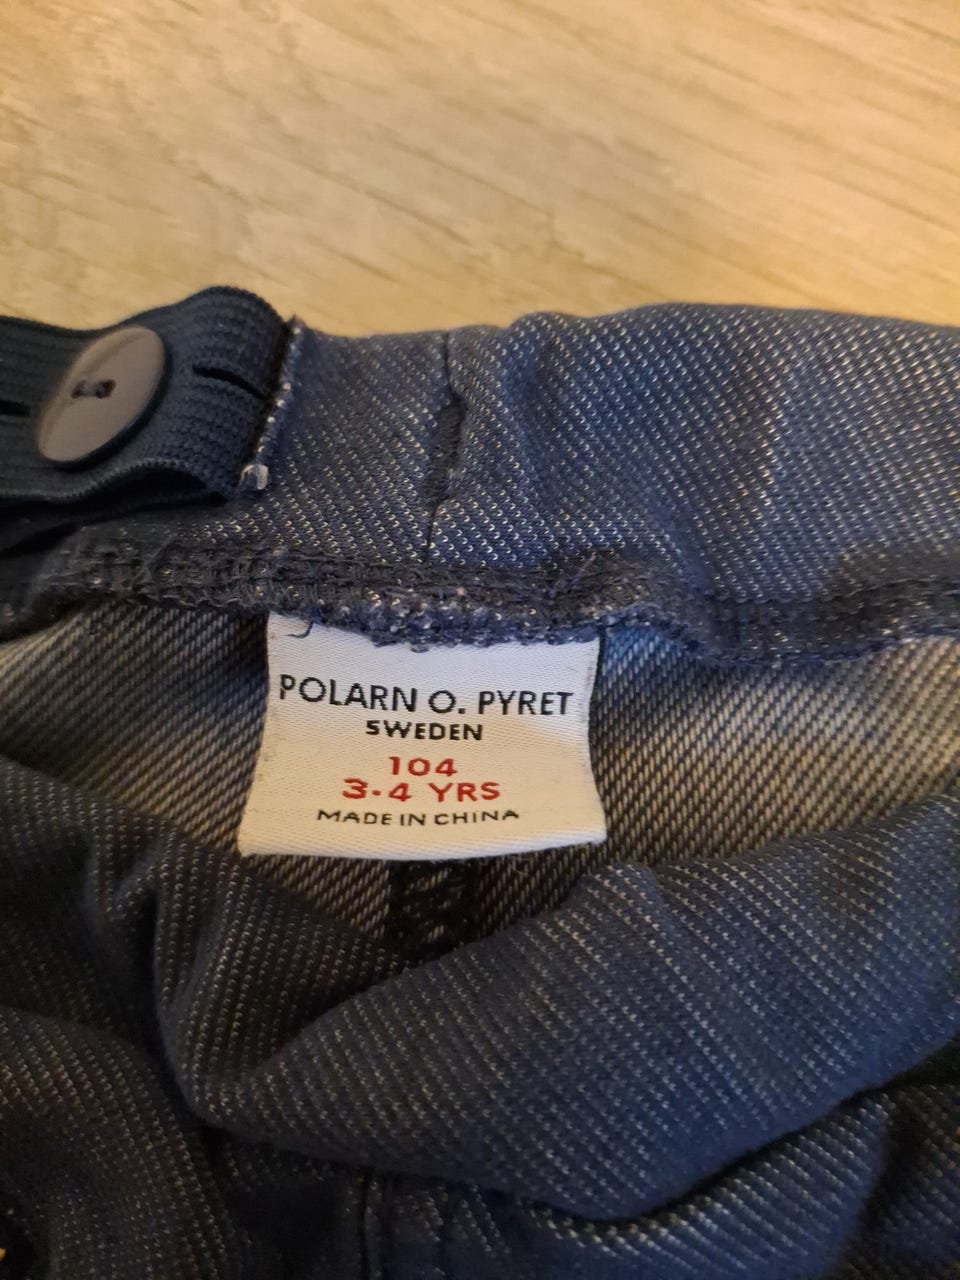 POLARN O. PYRET
SWEDEN
104
3-4 YRS
MADE IN CHINA